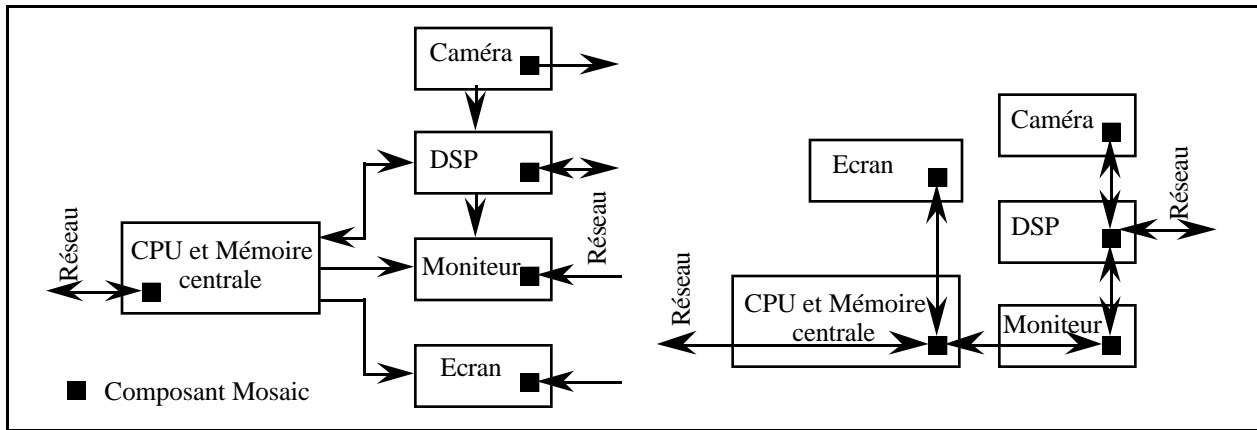 Caméra
DSP
Réseau
CPU et Mémoire
centrale
Réseau
Moniteur
Ecran
Composant Mosaic
Caméra
Ecran
DSP
Réseau
Réseau
CPU et Mémoire
centrale
Moniteur